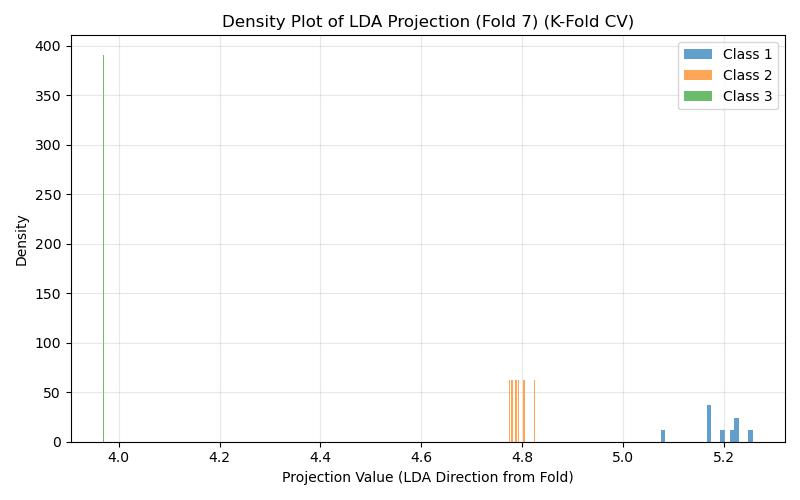 Density Plot of LDA Projection (Fold 7) (K-Fold CV)
400
350
300
250
200
150
100
50
0
Density
Class 1
Class 2
Class 3
4.0 4.2 4.4 4.6 4.8 5.0 5.2
Projection Value (LDA Direction from Fold)